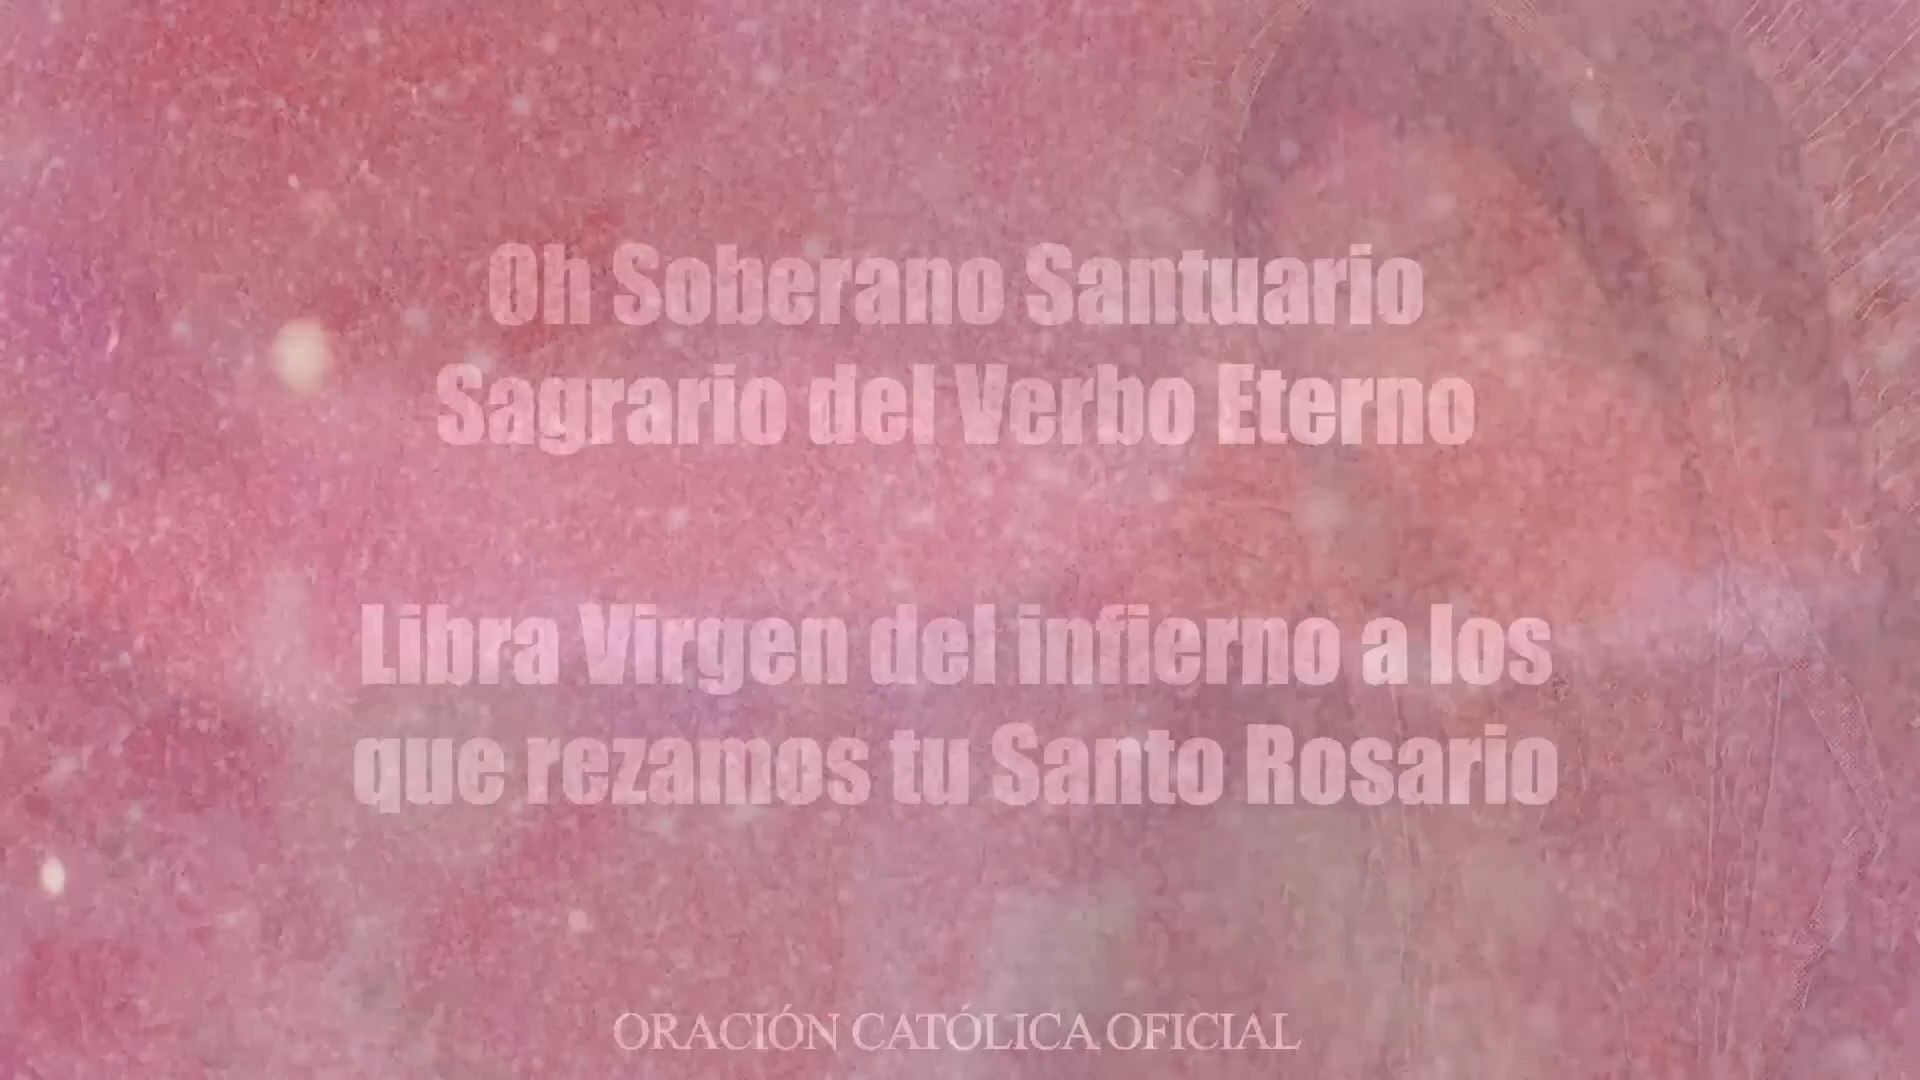 Oh Soberano Santuario
Sagrario del Verbo Eterno
Libra Virgen del infierno a los
que rezamos tu Santo Rosario
ORACIÓN CATÓLICA OFICIAL